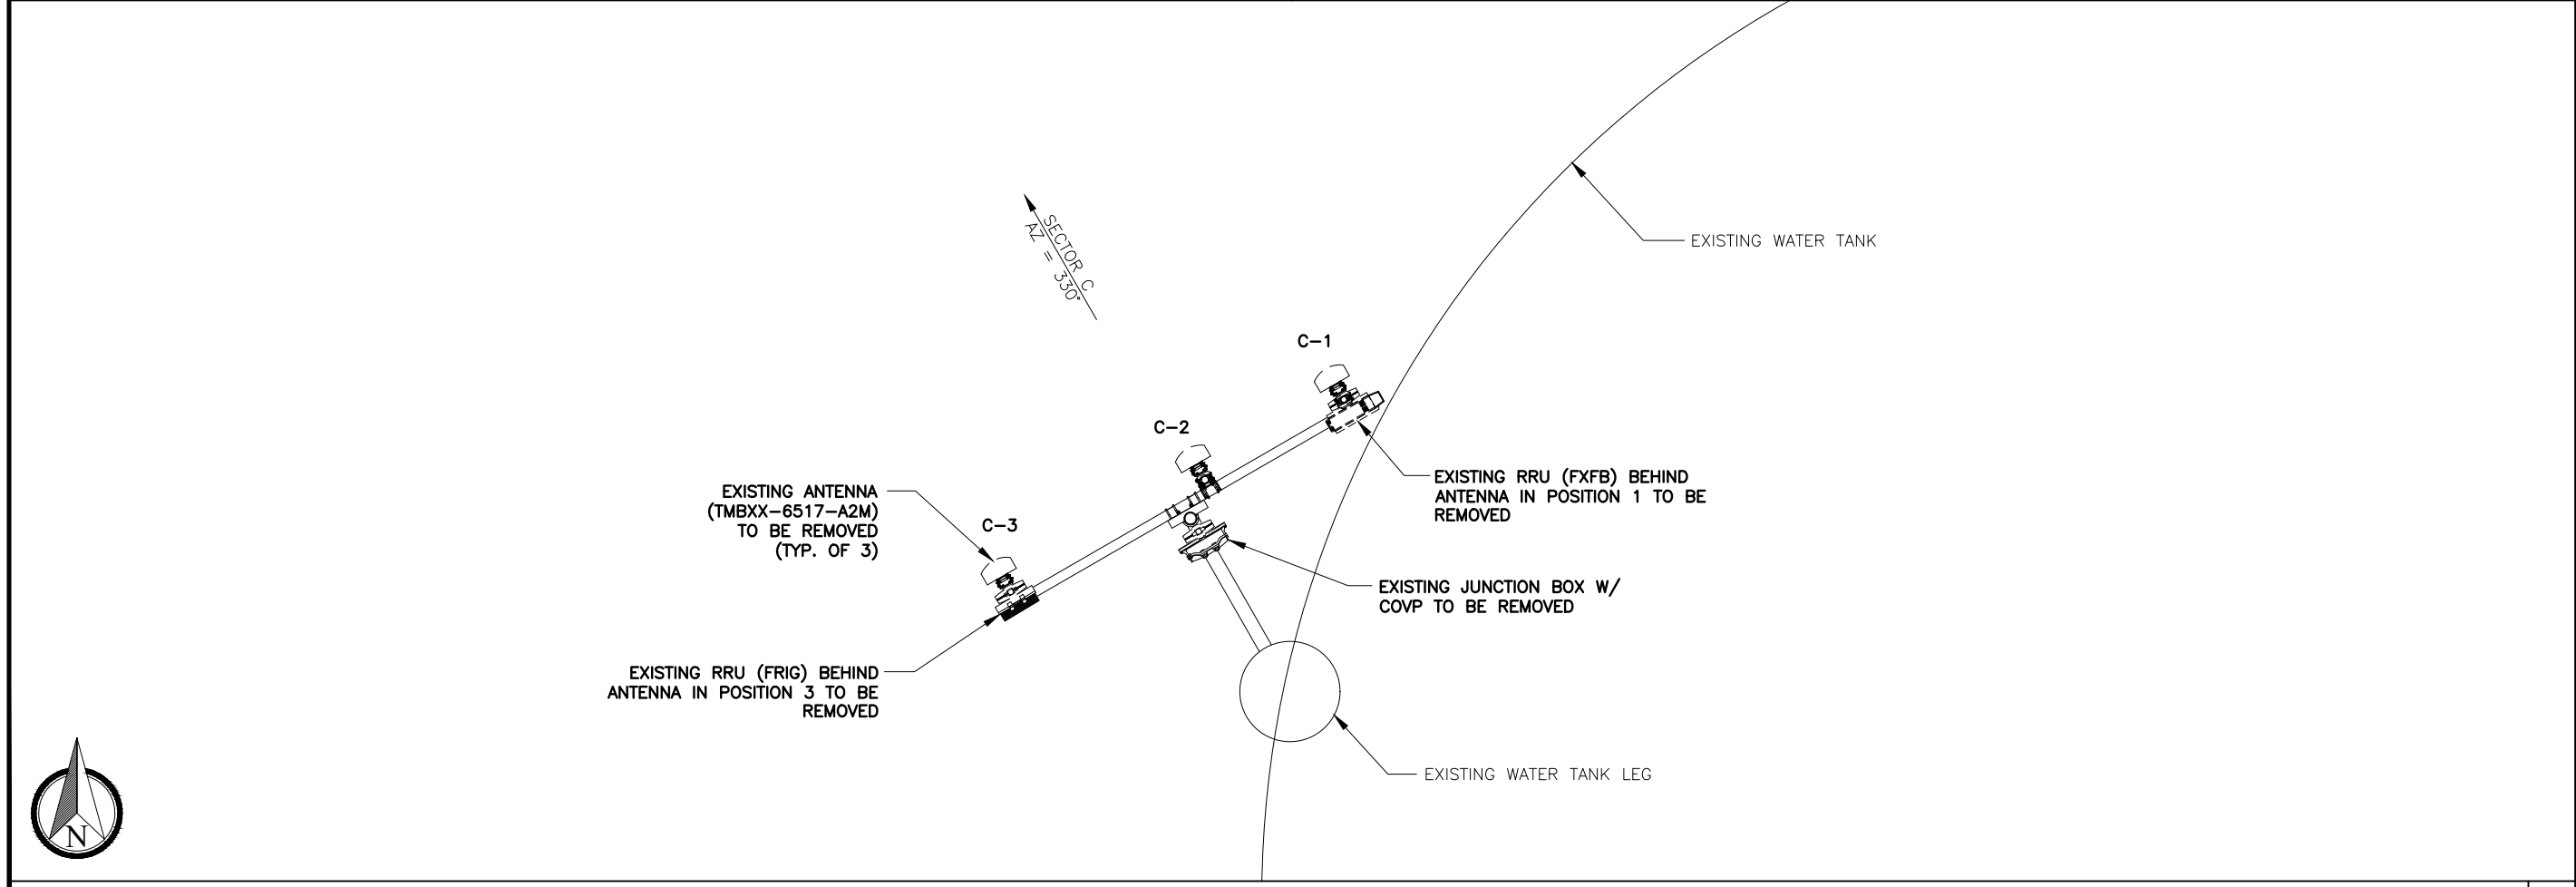 SECTOR C
AZ = 330°
EXISTING WATER TANK
C-1
C-2
EXISTING RRU (FXFB) BEHIND
ANTENNA IN POSITION 1 TO BE
REMOVED
EXISTING ANTENNA
(TMBXX-6517-A2M)
TO BE REMOVED
(TYP. OF 3)
C-3
EXISTING JUNCTION BOX W/
COVP TO BE REMOVED
EXISTING RRU (FRIG) BEHIND
ANTENNA IN POSITION 3 TO BE
REMOVED
EXISTING WATER TANK LEG
N